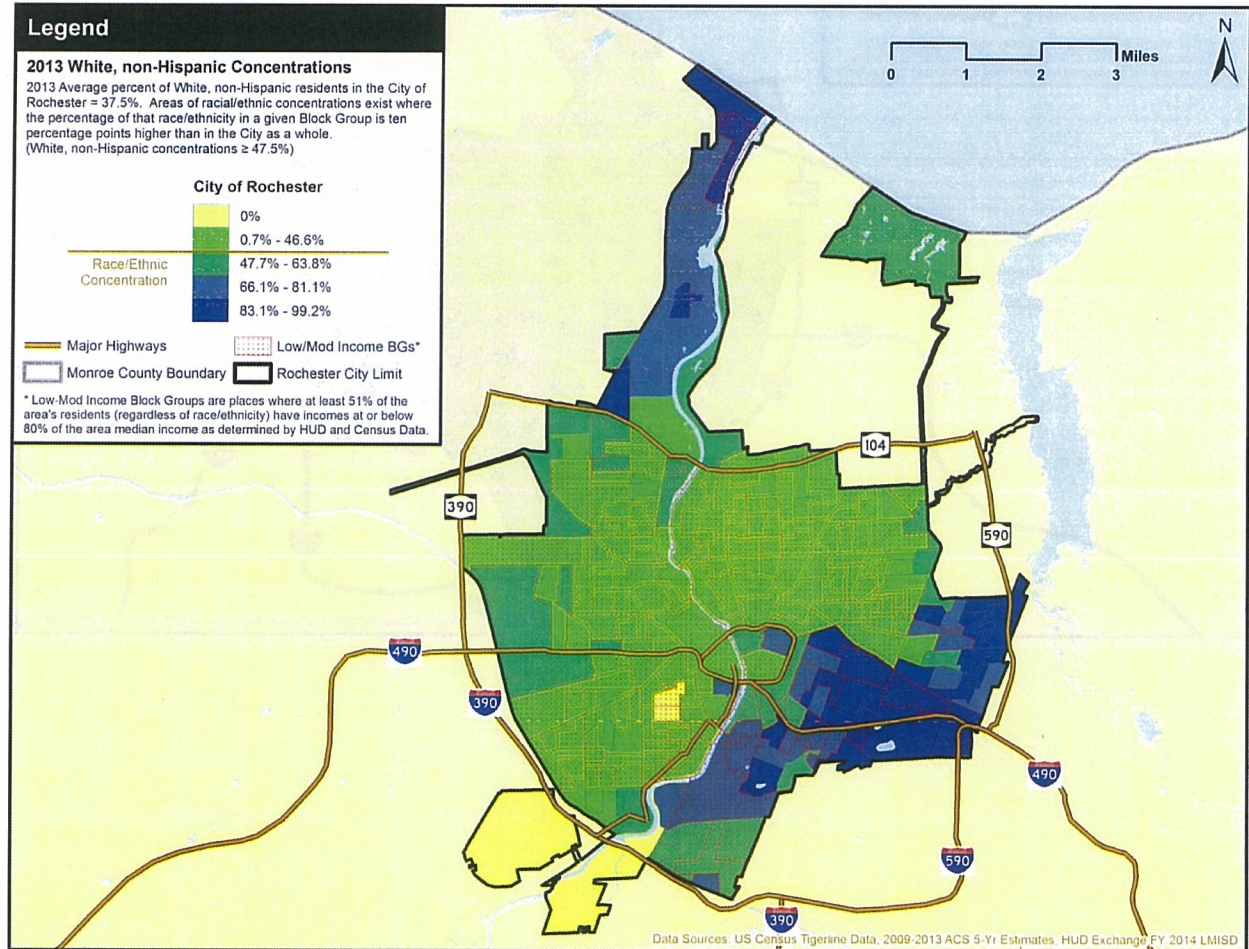 Legend
2013 White, non-Hispanic Concentrations
2013 Average percent of White, non-Hispanic residents in the City of
Rochester = 37.5%. Areas of racial/ethnic concentrations exist where
the percentage of that race/ethnicity in a given Block Group is ten
percentage points higher than in the City as a whole.
(White, non-Hispanic concentrations ≥ 47.5%)
City of Rochester
0%
0.7% - 46.6%
Race/Ethnic
Concentration
47.7% - 63.8%
66.1% - 81.1%
83.1% - 99.2%
Major Highways
Low/Mod Income BGs*
Monroe County Boundary
Rochester City Limit
* Low-Mod Income Block Groups are places where at least 51% of the
area's residents (regardless of race/ethnicity) have incomes at or below
80% of the area median income as determined by HUD and Census Data.
N
0 1 2 3 Miles
104
390
590
490
390
490
590
390
Data Sources: US Census Tigerline Data, 2009-2013 ACS 5-Yr Estimates, HUD Exchange FY 2014 LMISD